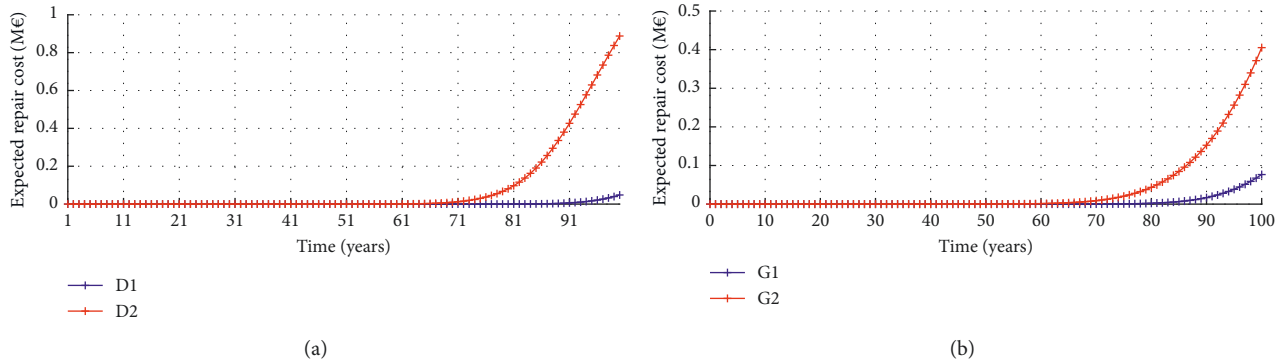 Expected repair cost (M€)
1
0.8
0.6
0.4
0.2
0
1 11 21 31 41 51 61 71 81 91
Time (years)
D1
D2
(a)
Expected repair cost (M€)
0.5
0.4
0.3
0.2
0.1
0
0 10 20 30 40 50 60 70 80 90 100
Time (years)
G1
G2
(b)